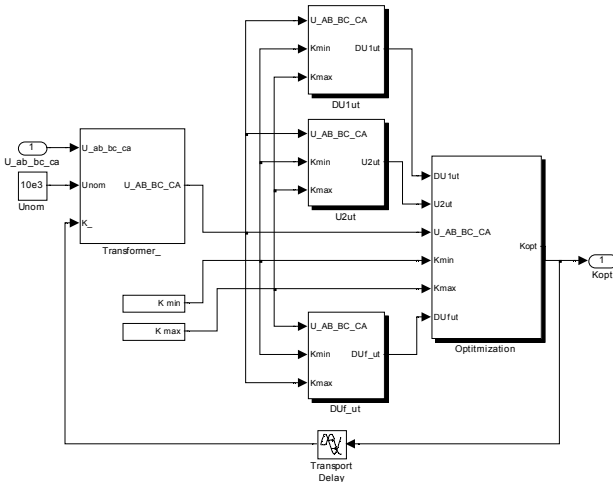 U_AB_BC_CA
Kmin
Kmax
DU1ut
DU1ut
1
U_ab_bc_ca
10e3
Unom
U_ab_bc_ca
Unom
K_
U_AB_BC_CA
Transformer_
U_AB_BC_CA
Kmin
Kmax
U2ut
U2ut
K min
K max
U_AB_BC_CA
Kmin
Kmax
DUf_ut
DUf_ut
DU1ut
U2ut
U_AB_BC_CA
Kmin
Kmax
DUfut
Kopt
Optitmization
1
Kopt
Transport
Delay